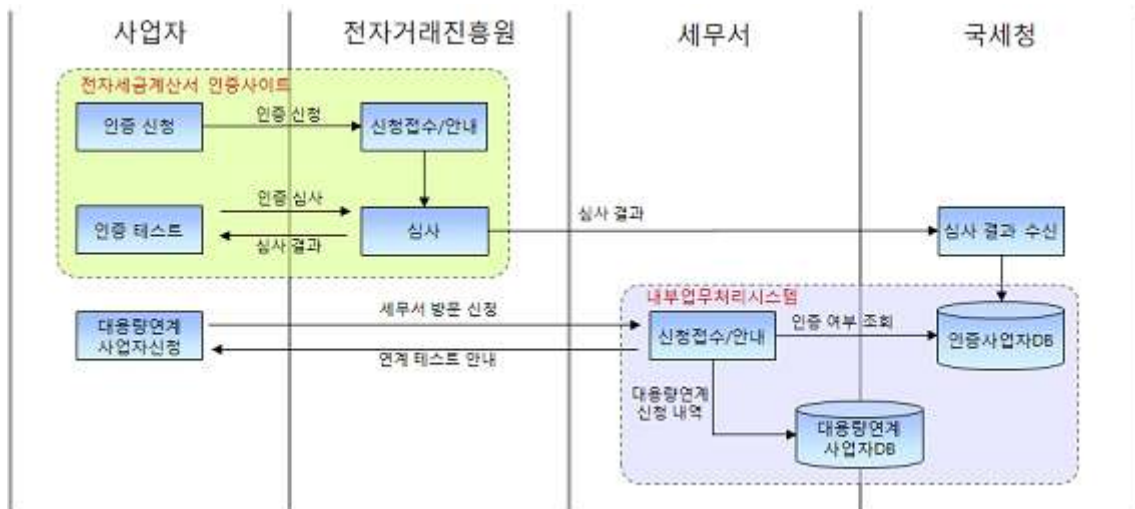 사업자
전자거래진흥원
세무서
국세청
전자세금계산서 인증사이트
인증 신청
인증 신청
신청접수/안내
인증 심사
인증 테스트
심사 결과
심사
심사 결과
심사 결과 수신
내부업무처리시스템
대용량연계
사업자신청
세무서 방문 신청
연계 테스트 안내
신청접수/안내
인증 여부 조회
인증사업자DB
대용량연계
신청 내역
대용량연계
사업자DB